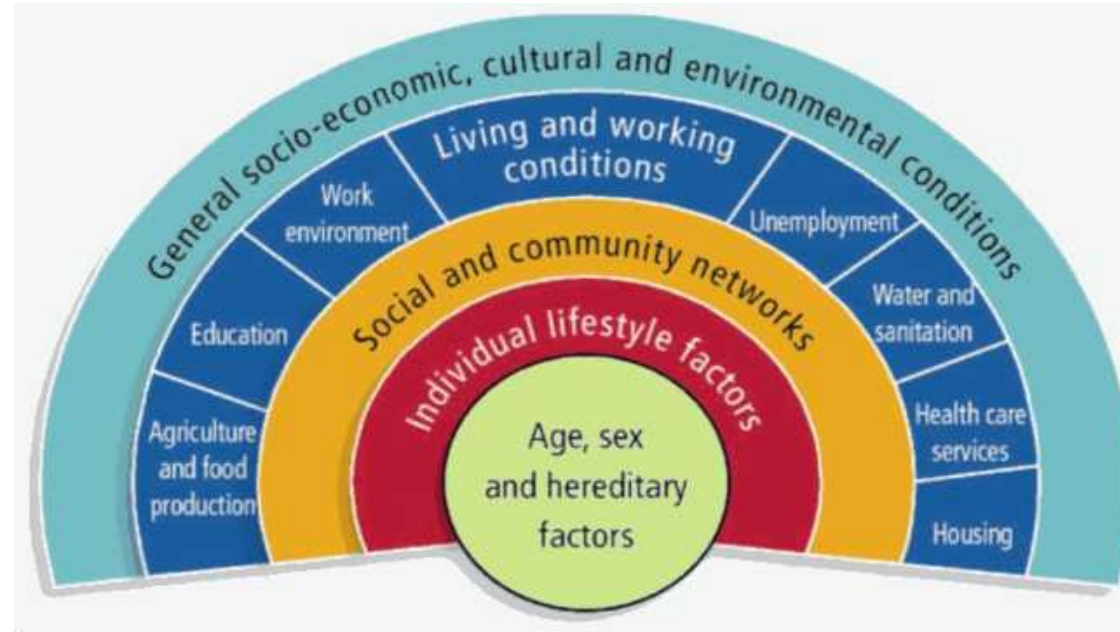 General socio-economic, cultural and environmental conditions
Living and working
conditions
Work
environment
Unemployment
Education
Water and
sanitation
Agriculture
and food
production
Health care
services
Housing
Social and community networks
Individual lifestyle factors
Age, sex
and hereditary
factors